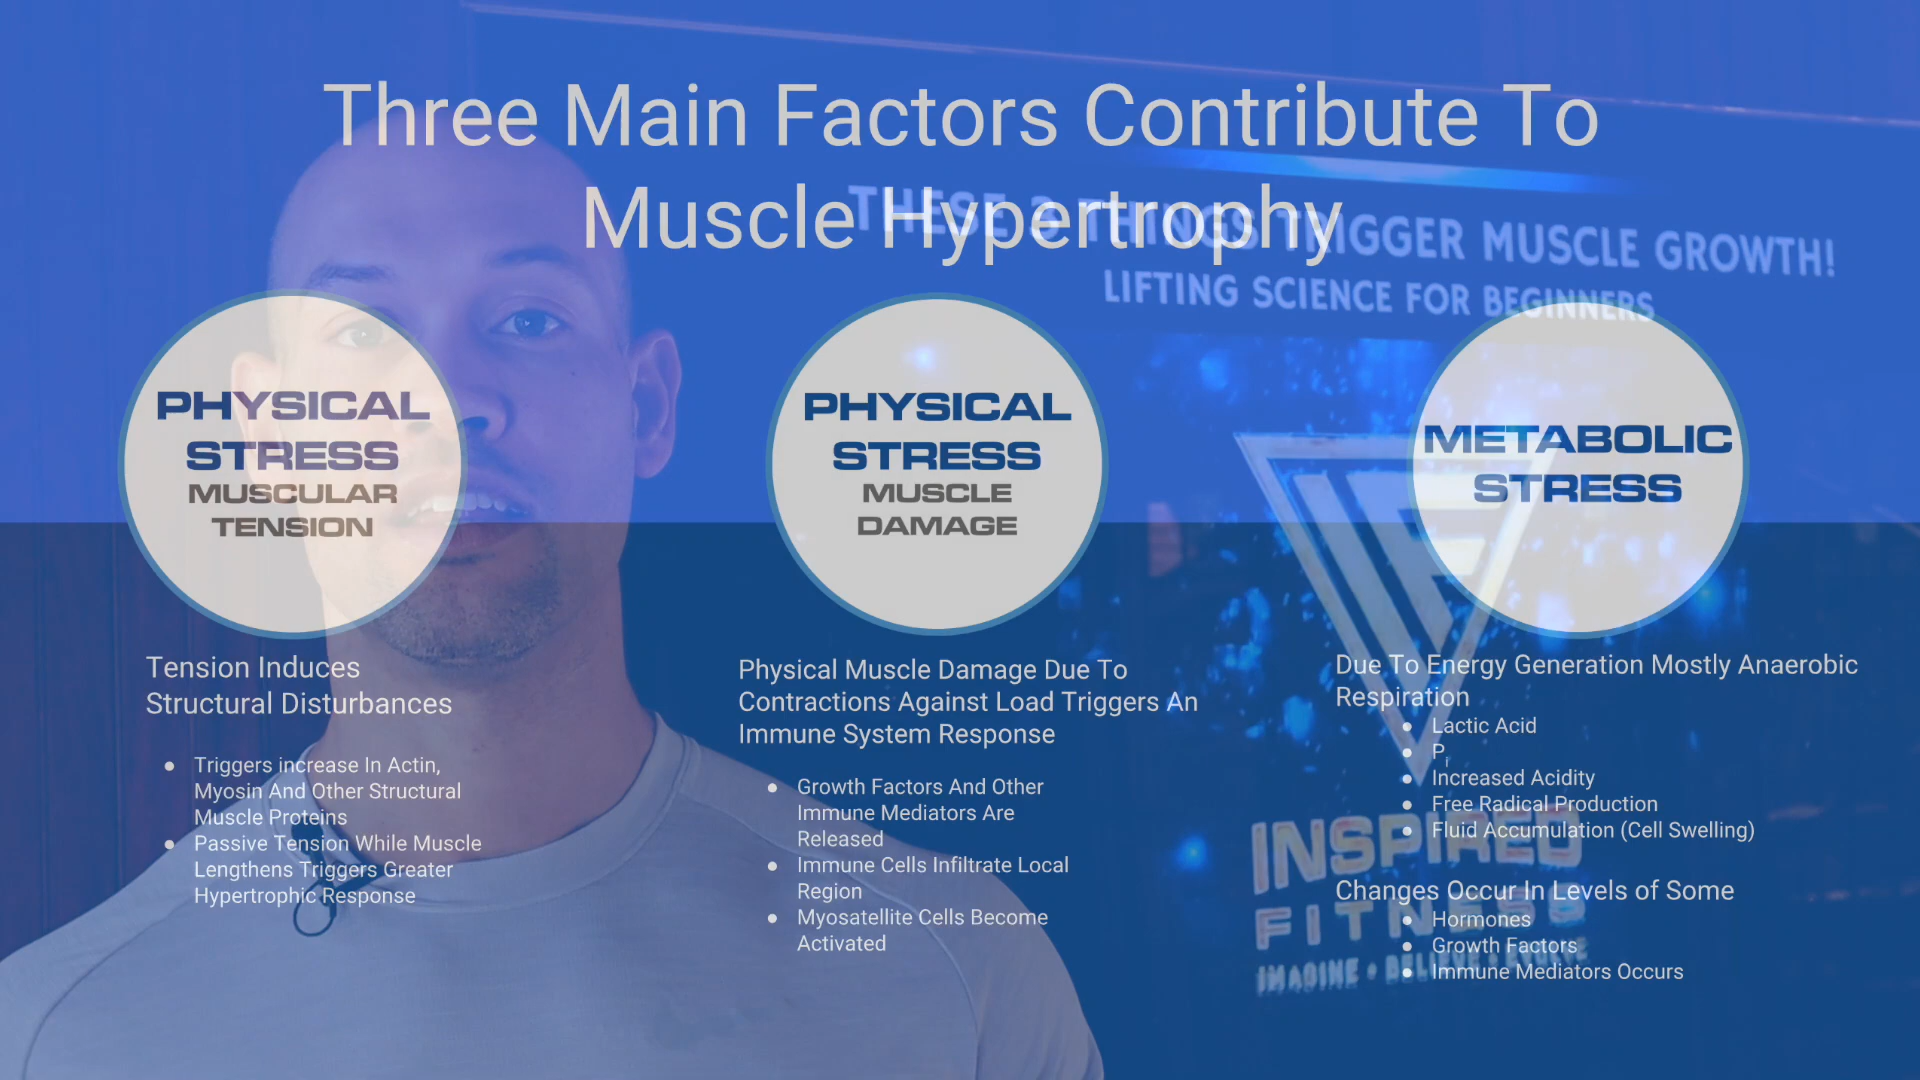 Three Main Factors Contribute To
Muscle Hypertrophy
THESE 3 THINGS TRIGGER MUSCLE GROWTH!
LIFTING SCIENCE FOR BEGINNERS
PHYSICAL
STRESS
MUSCULAR
TENSION
Tension Induces
Structural Disturbances
● Triggers increase In Actin,
Myosin And Other Structural
Muscle Proteins
● Passive Tension While Muscle
Lengthens Triggers Greater
Hypertrophic Response
PHYSICAL
STRESS
MUSCLE
DAMAGE
Physical Muscle Damage Due To
Contractions Against Load Triggers An
Immune System Response
● Growth Factors And Other
Immune Mediators Are
Released
● Immune Cells Infiltrate Local
Region
● Myosatellite Cells Become
Activated
METABOLIC
STRESS
Due To Energy Generation Mostly Anaerobic
Respiration
● Lactic Acid
● Pi
● Increased Acidity
● Free Radical Production
● Fluid Accumulation (Cell Swelling)
Changes Occur In Levels of Some
● Hormones
● Growth Factors
● Immune Mediators Occurs
INSPIRED
FITNESS
IMAGINE •